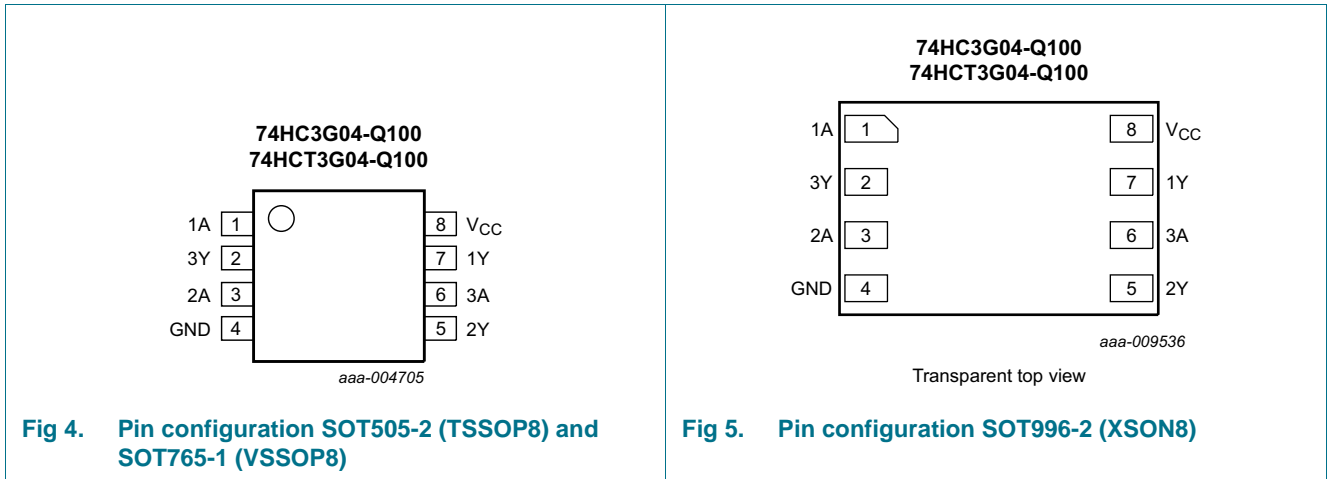 74HC3G04-Q100
74HCT3G04-Q100
1A 1 8 VCC
3Y 2 7 1Y
2A 3 6 3A
GND 4 5 2Y
aaa-004705
Fig 4. Pin configuration SOT505-2 (TSSOP8) and
SOT765-1 (VSSOP8)
74HC3G04-Q100
74HCT3G04-Q100
1A 1 8 VCC
3Y 2 7 1Y
2A 3 6 3A
GND 4 5 2Y
aaa-009536
Transparent top view
Fig 5. Pin configuration SOT996-2 (XSON8)